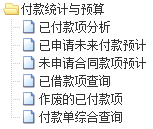 付款统计与预算
已付款项分析
已申请未来付款预计
未申请合同款项预计
已借款项查询
作废的已付款项
付款单综合查询